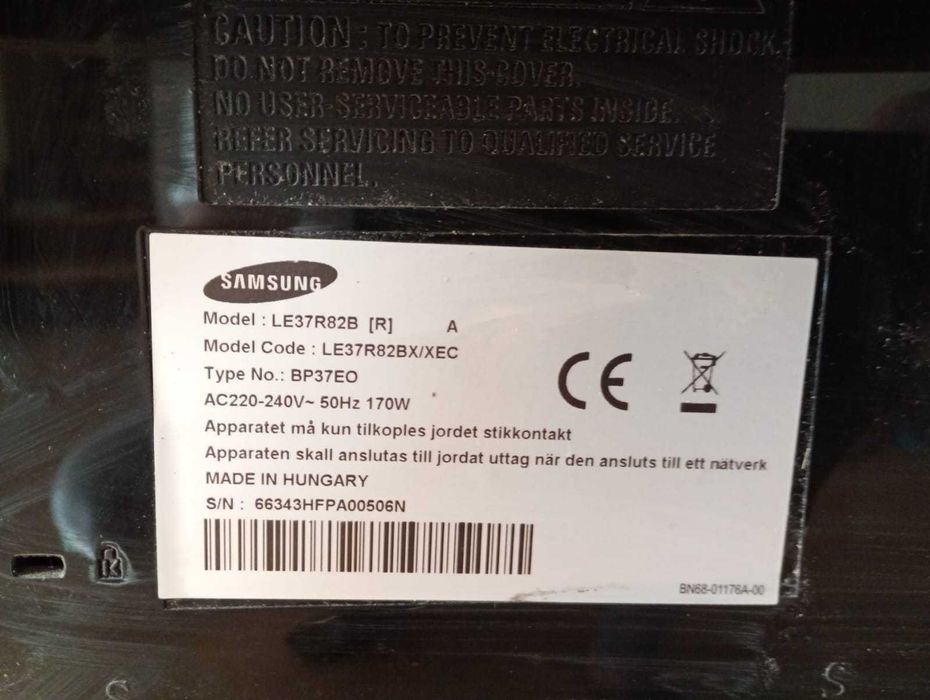 CAUTION : TO PREVENT ELECTRICAL SHOCK,
DO NOT REMOVE THIS COVER.
NO USER-SERVICEABLE PARTS INSIDE.
REFER SERVICING TO QUALIFIED SERVICE
PERSONNEL.
SAMSUNG
Model : LE37R82B [R] A
Model Code : LE37R82BX/XEC
Type No.: BP37EO
AC220-240V~ 50Hz 170W
Apparatet må kun tilkoples jordet stikkontakt
Apparaten skall anslutas till jordat uttag när den ansluts till ett nätverk
MADE IN HUNGARY
S/N : 66343HFPA00506N
CE
BN68-01176A-00
K
S
S